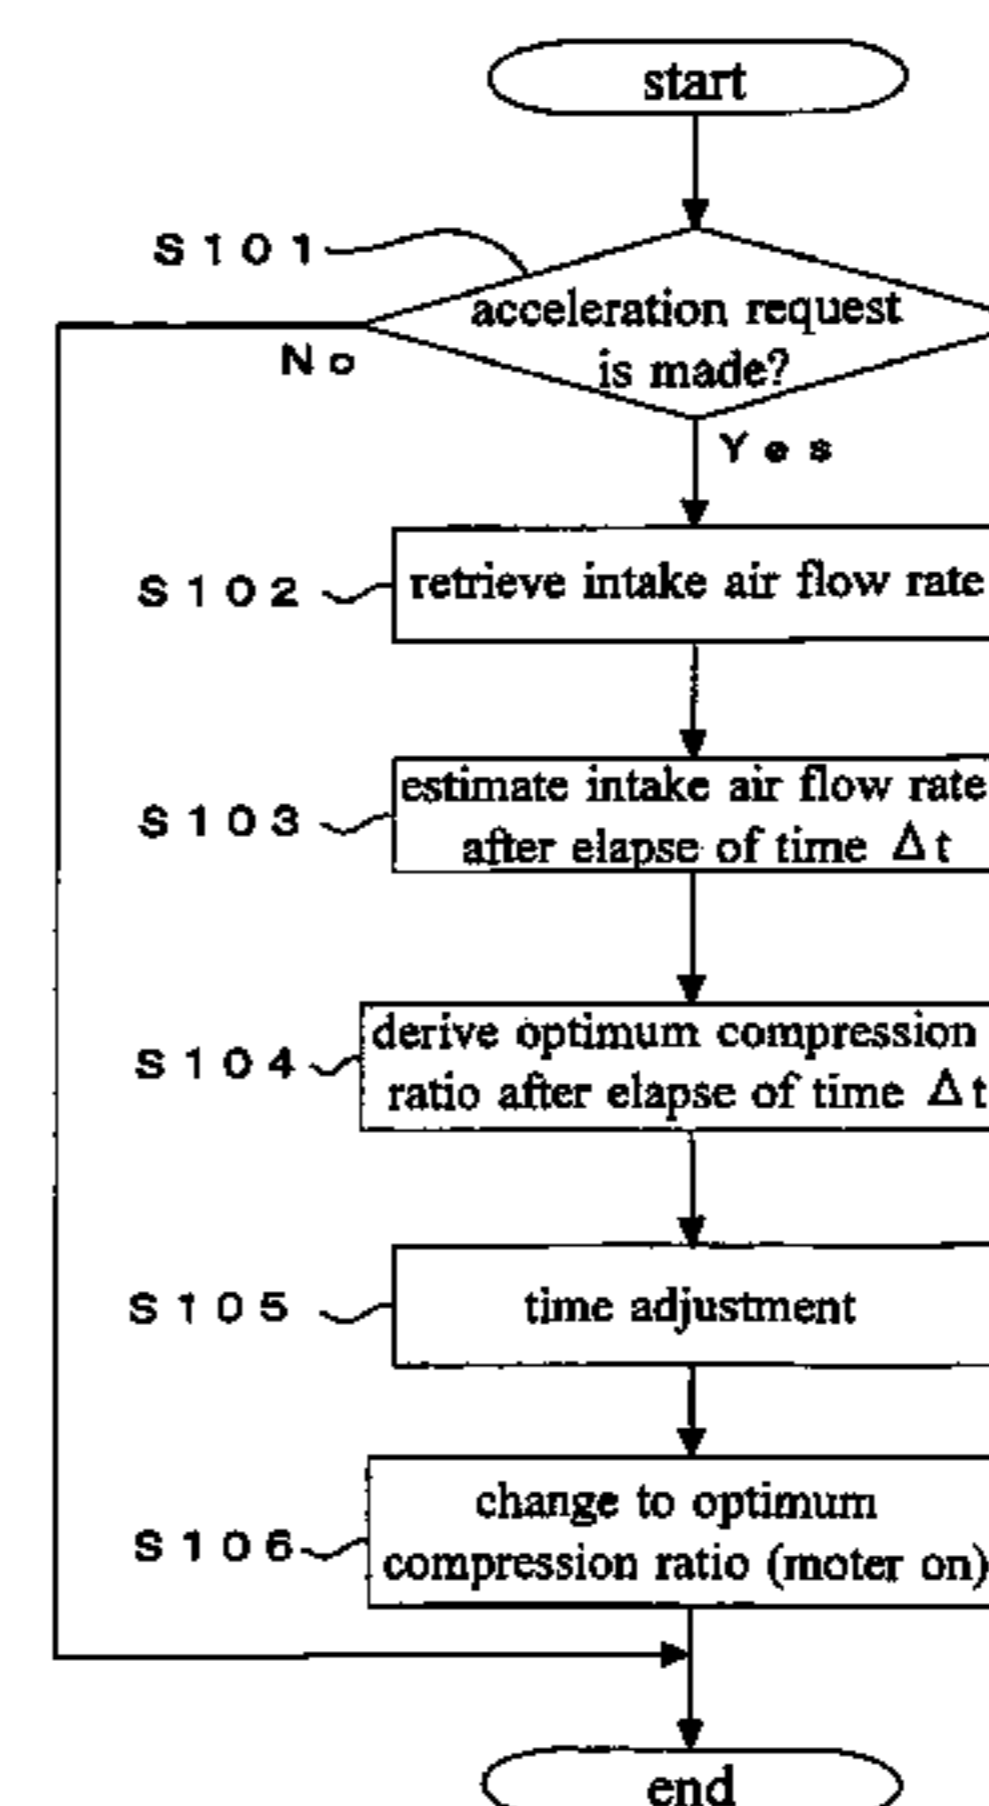 start
S101
acceleration request
is made?
No
Yes
S102
retrieve intake air flow rate
S103
estimate intake air flow rate
after elapse of time Δt
S104
derive optimum compression
ratio after elapse of time Δt
S105
time adjustment
S106
change to optimum
compression ratio (moter on)
end